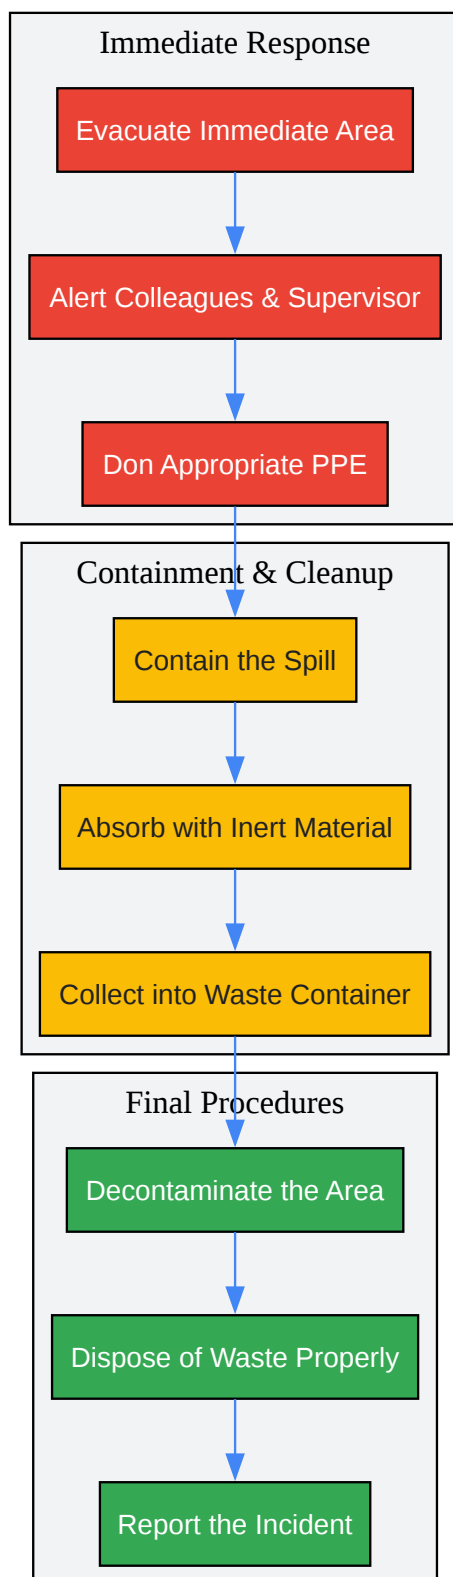 Immediate Response
Evacuate Immediate Area
Alert Colleagues & Supervisor
Don Appropriate PPE
Containment & Cleanup
Contain the Spill
Absorb with Inert Material
Collect into Waste Container
Final Procedures
Decontaminate the Area
Dispose of Waste Properly
Report the Incident